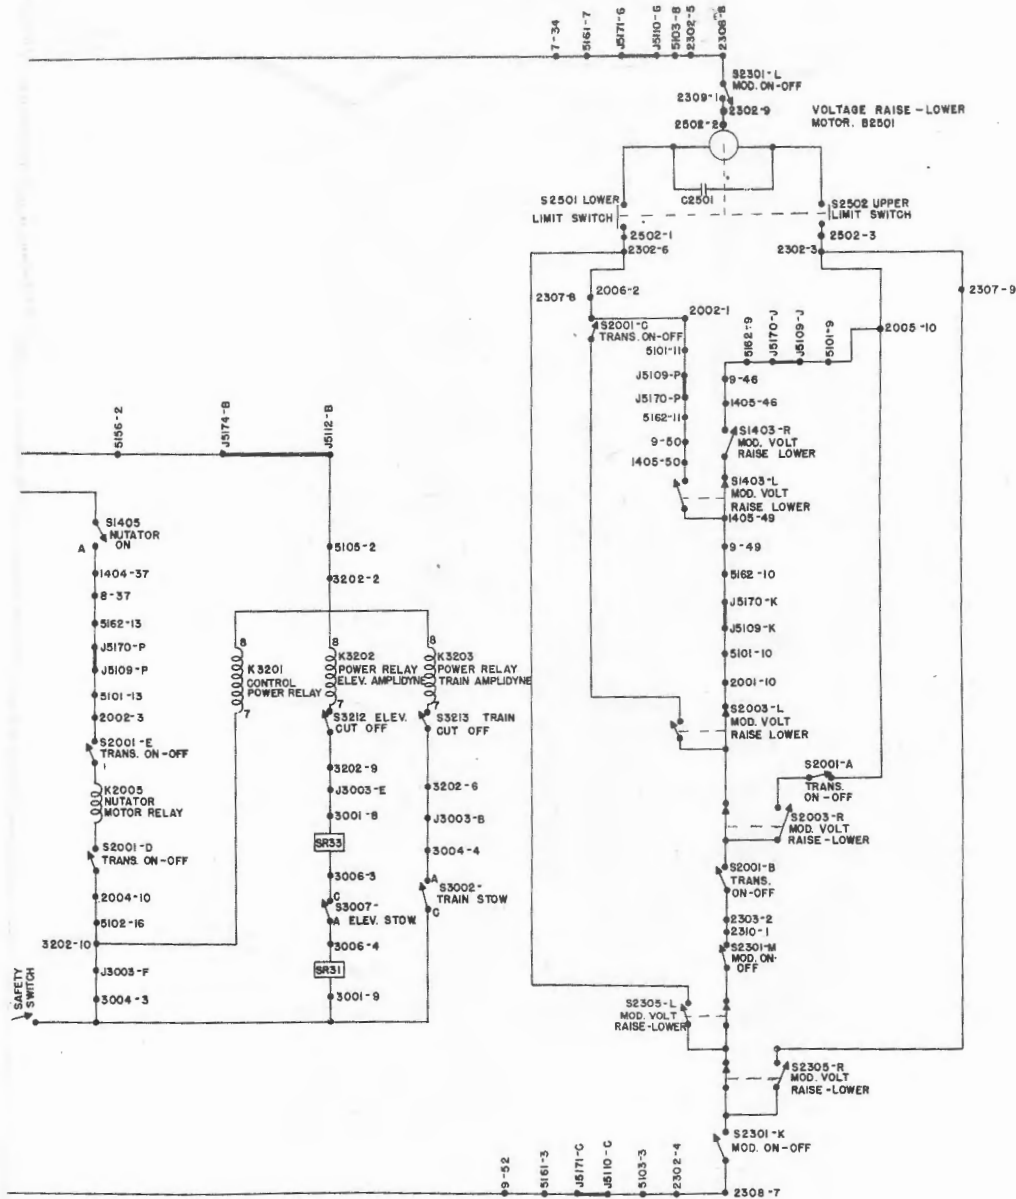 7-34
5161-7
J5171-G
J5110-G
5103-8
2302-5
2308-8
S2301-L
MOD. ON-OFF
2309-1
2302-9
2502-2
VOLTAGE RAISE-LOWER
MOTOR. B2501
C2501
S2501 LOWER
LIMIT SWITCH
S2502 UPPER
LIMIT SWITCH
2502-1
2302-6
2502-3
2302-3
2307-8
2006-2
2307-9
S2001-C
TRANS. ON-OFF
2002-1
5162-9
J5170-J
J5109-J
5101-9
2005-10
5101-11
J5109-P
J5170-P
5162-11
9-50
1405-50
9-46
1405-46
S1403-R
MOD. VOLT
RAISE LOWER
S1403-L
MOD. VOLT
RAISE LOWER
1405-49
9-49
5162-10
J5170-K
J5109-K
5101-10
2001-10
S2003-L
MOD. VOLT
RAISE LOWER
S2001-A
TRANS.
ON-OFF
S2003-R
MOD. VOLT
RAISE-LOWER
S2001-B
TRANS.
ON-OFF
2303-2
2310-1
S2301-M
MOD. ON-
OFF
S2305-L
MOD. VOLT
RAISE-LOWER
S2305-R
MOD. VOLT
RAISE-LOWER
S2301-K
MOD. ON-OFF
2308-7
9-52
5161-3
J5171-C
J5110-C
5103-3
2302-4
5156-2
J5174-B
J5112-B
S1405
NUTATOR
ON
A
1404-37
8-37
5162-13
J5170-P
J5109-P
5101-13
2002-3
S2001-E
TRANS. ON-OFF
K2005
NUTATOR
MOTOR RELAY
S2001-D
TRANS. ON-OFF
2004-10
5102-16
3202-10
J3003-F
3004-3
SAFETY
SWITCH
5105-2
3202-2
8
K3201
CONTROL
POWER RELAY
7
8
K3202
POWER RELAY
ELEV. AMPLIDYNE
7
S3212 ELEV.
CUT OFF
3202-9
J3003-E
3001-8
SR33
3006-3
C
S3007-
A ELEV. STOW
3006-4
SR31
3001-9
8
K3203
POWER RELAY
TRAIN AMPLIDYNE
7
S3213 TRAIN
CUT OFF
3202-6
J3003-B
3004-4
A
S3002-
TRAIN STOW
C